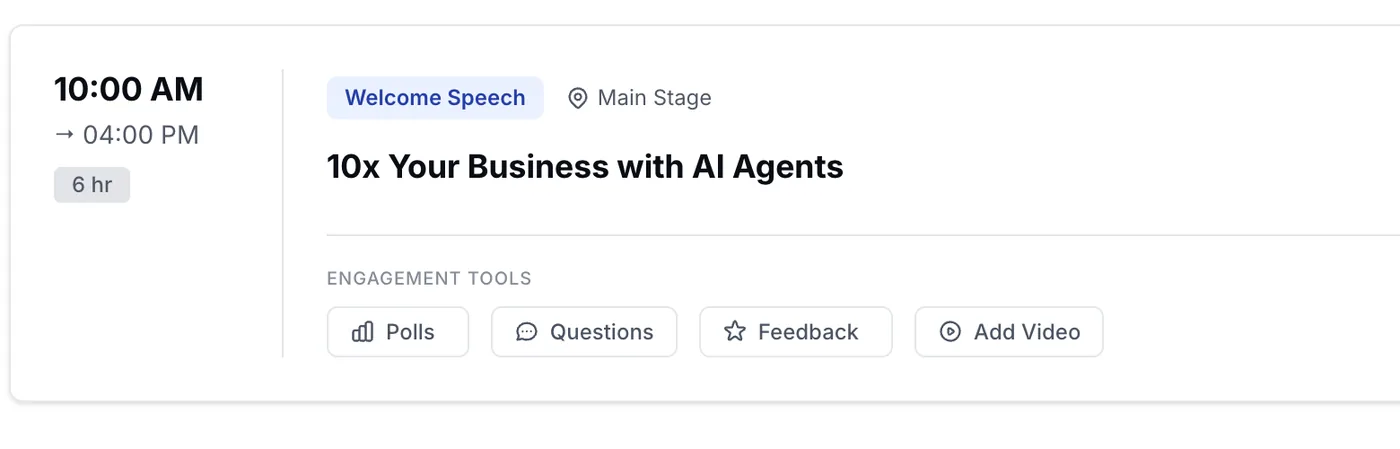 10:00 AM
→ 04:00 PM
6 hr
Welcome Speech
Main Stage
10x Your Business with AI Agents
ENGAGEMENT TOOLS
Polls
Questions
Feedback
Add Video